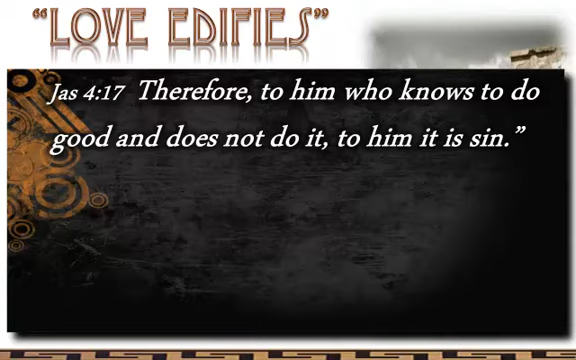 “LOVE EDIFIES”
Jas 4:17 Therefore, to him who knows to do
good and does not do it, to him it is sin.”